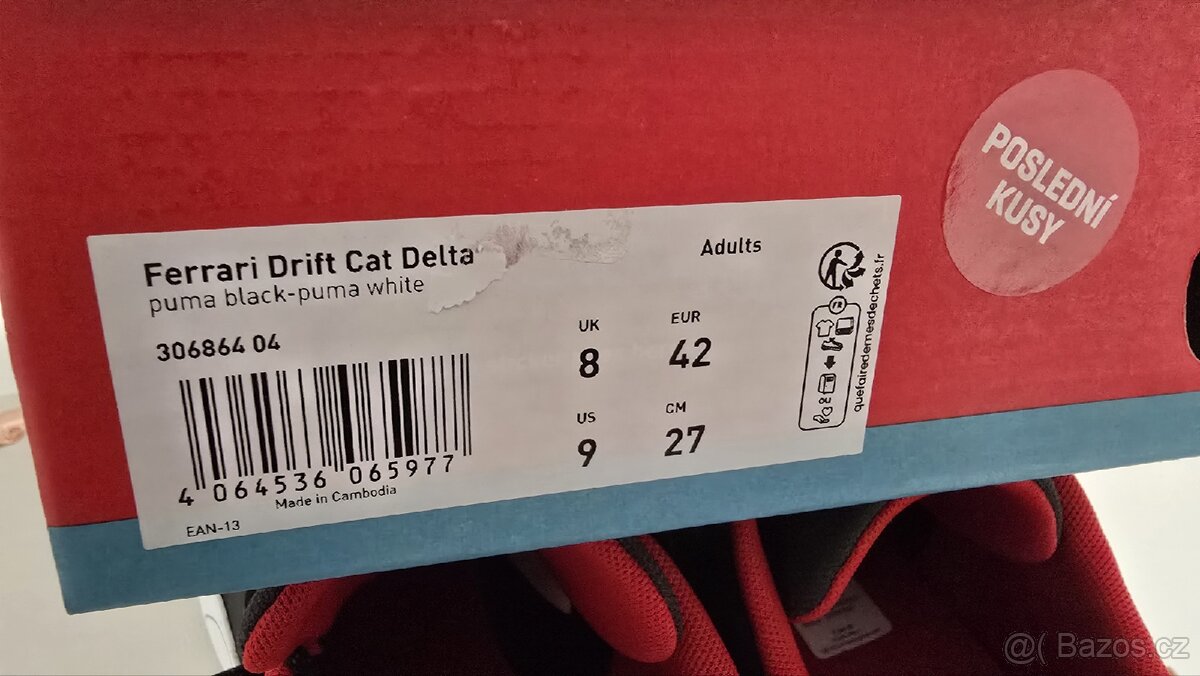 POSLEDNÍ
KUSY
Ferrari Drift Cat Delta
puma black-puma white
Adults
306864 04
UK
8
EUR
42
US
9
CM
27
4 064536 065977
Made in Cambodia
EAN-13
FR
quefairedemesdechets.fr
@( Bazos.cz